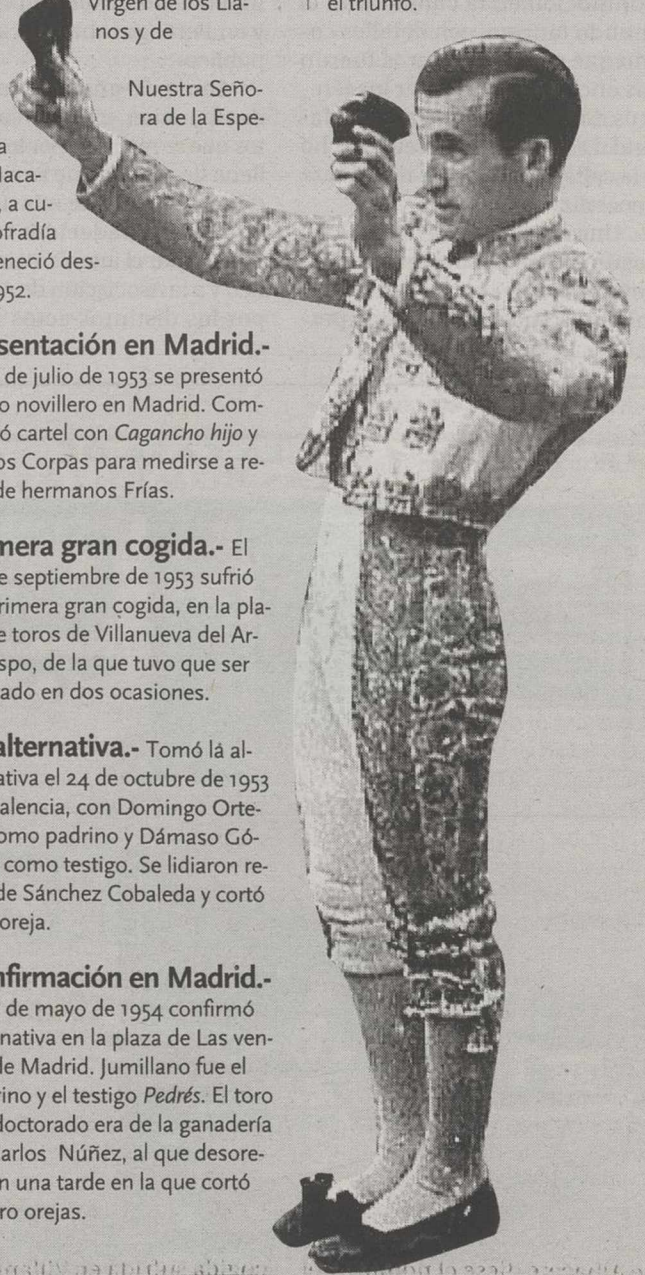 Virgen de los Lla-
nos y de
Nuestra Seño-
ra de la Espe-
a
laca-
, a cu-
ofradía
eneció des-
952.
sentación en Madrid.-
de julio de 1953 se presentó
o novillero en Madrid. Com-
ó cartel con Cagancho hijo y
os Corpas para medirse a re-
de hermanos Frías.
mera gran cogida.- El
e septiembre de 1953 sufrió
rimera gran cogida, en la pla-
e toros de Villanueva del Ar-
spo, de la que tuvo que ser
ado en dos ocasiones.
alternativa.- Tomó la al-
ativa el 24 de octubre de 1953
alencia, con Domingo Orte-
omo padrino y Dámaso Gó-
como testigo. Se lidiaron re-
de Sánchez Cobaleda y cortó
oreja.
nfirmación en Madrid.-
de mayo de 1954 confirmó
nativa en la plaza de Las ven-
de Madrid. Jumillano fue el
rino y el testigo Pedrés. El toro
doctorado era de la ganadería
arlos Núñez, al que desore-
n una tarde en la que cortó
ro orejas.
el triunfo.